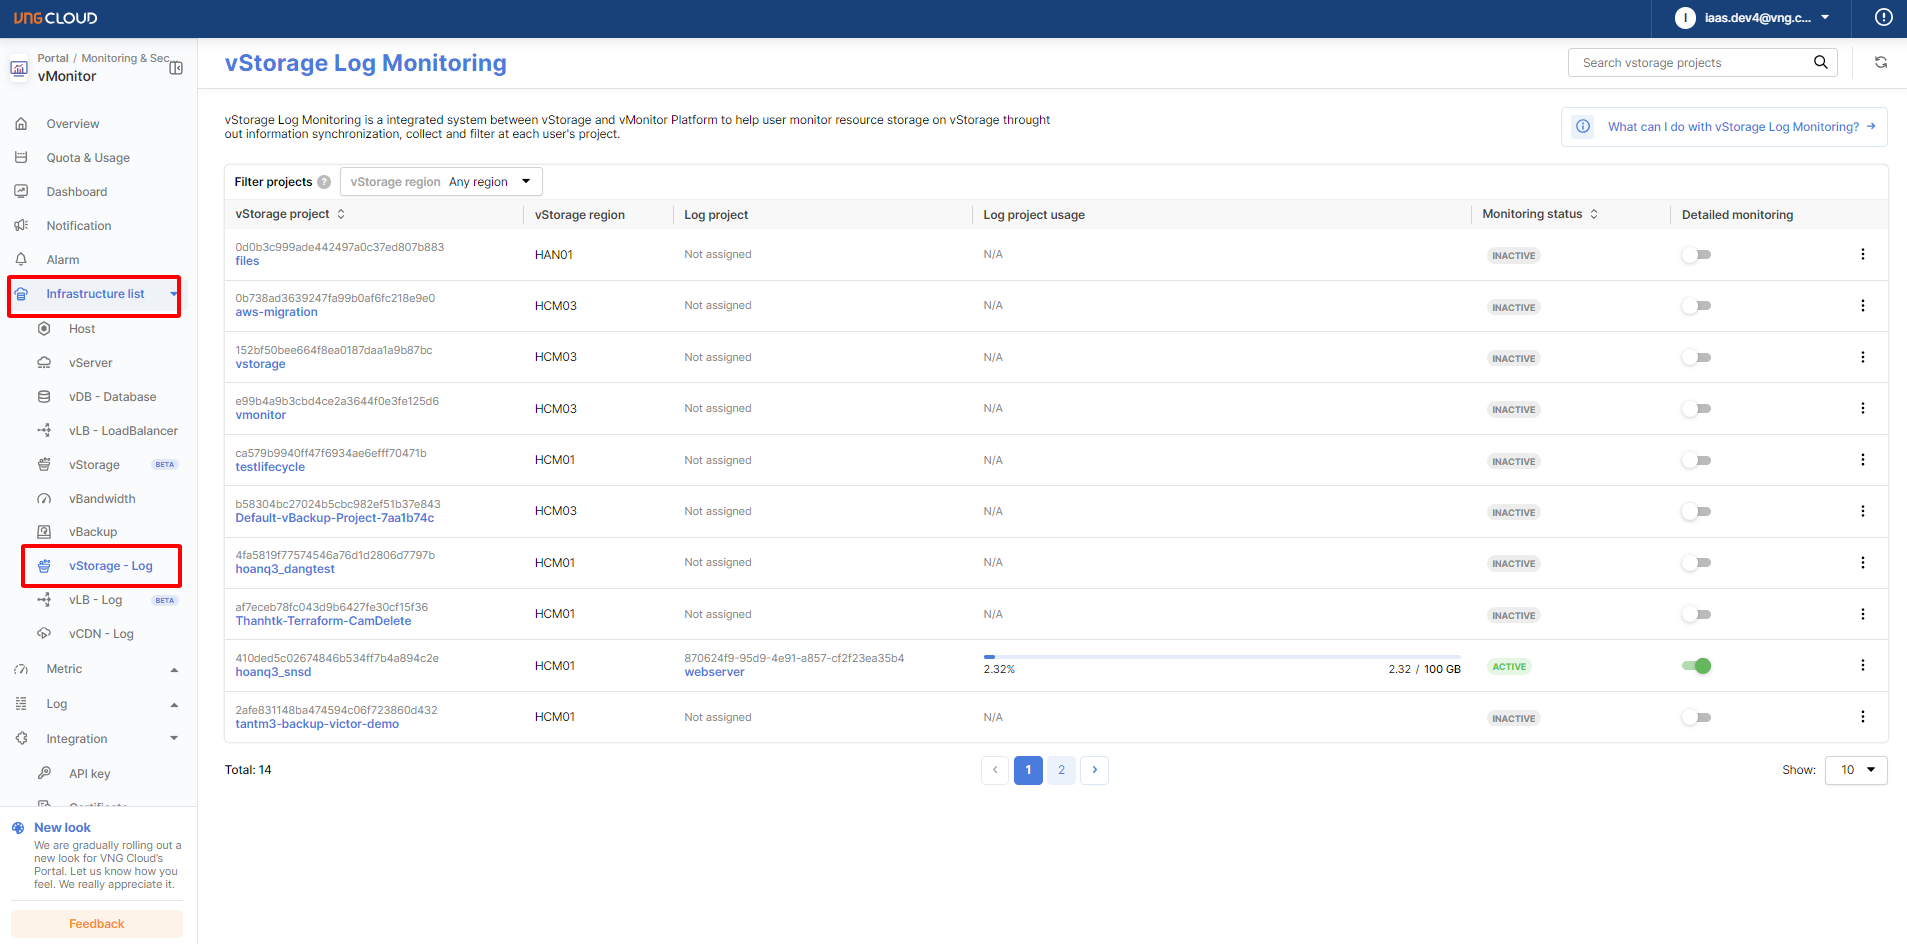 VNG CLOUD
I iaas.dev4@vng.c...
Portal / Monitoring & Sec...
vMonitor
Overview
Quota & Usage
Dashboard
Notification
Alarm
Infrastructure list
Host
vServer
vDB - Database
vLB - LoadBalancer
vStorage BETA
vBandwidth
vBackup
vStorage - Log
vLB - Log BETA
vCDN - Log
Metric
Log
Integration
API key
Certificate
New look
We are gradually rolling out a
new look for VNG Cloud's
Portal. Let us know how you
feel. We really appreciate it.
Feedback
vStorage Log Monitoring
Search vstorage projects
vStorage Log Monitoring is a integrated system between vStorage and vMonitor Platform to help user monitor resource storage on vStorage throught
out information synchronization, collect and filter at each user's project.
What can I do with vStorage Log Monitoring?
Filter projects ? vStorage region Any region
vStorage project vStorage region Log project Log project usage Monitoring status Detailed monitoring
0d0b3c999ade442497a0c37ed807b883
files HAN01 Not assigned N/A INACTIVE
0b738ad3639247fa99b0af6fc218e9e0
aws-migration HCM03 Not assigned N/A INACTIVE
152bf50bee664f8ea0187daa1a9b87bc
vstorage HCM03 Not assigned N/A INACTIVE
e99b4a9b3cbd4ce2a3644f0e3fe125d6
vmonitor HCM03 Not assigned N/A INACTIVE
ca579b9940ff47f6934ae6efff70471b
testlifecycle HCM01 Not assigned N/A INACTIVE
b58304bc27024b5cbc982ef51b37e843
Default-vBackup-Project-7aa1b74c HCM03 Not assigned N/A INACTIVE
4fa5819f77574546a76d1d2806d7797b
hoanq3_dangtest HCM01 Not assigned N/A INACTIVE
af7eceb78fc043d9b6427fe30cf15f36
Thanhtk-Terraform-CamDelete HCM01 Not assigned N/A INACTIVE
410ded5c02674846b534ff7b4a894c2e 870624f9-95d9-4e91-a857-cf2f23ea35b4
hoanq3_snsd HCM01 webserver 2.32% 2.32 / 100 GB ACTIVE
2afe831148ba474594c06f723860d432
tantm3-backup-victor-demo HCM01 Not assigned N/A INACTIVE
Total: 14 1 2 Show: 10